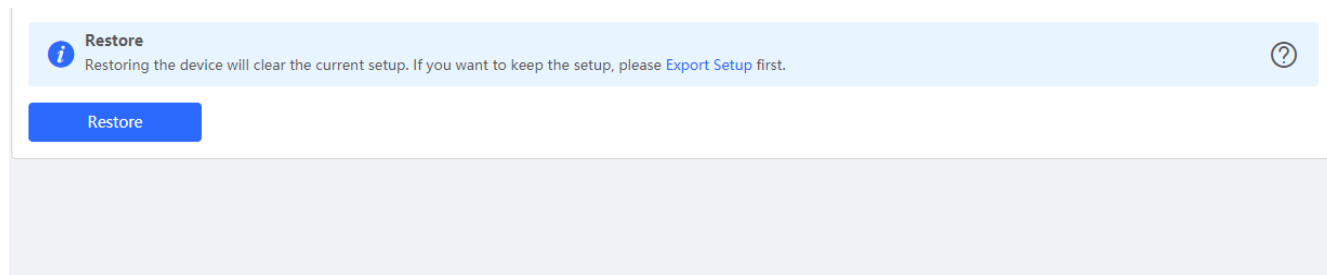 Restore
Restoring the device will clear the current setup. If you want to keep the setup, please Export Setup first.
Restore